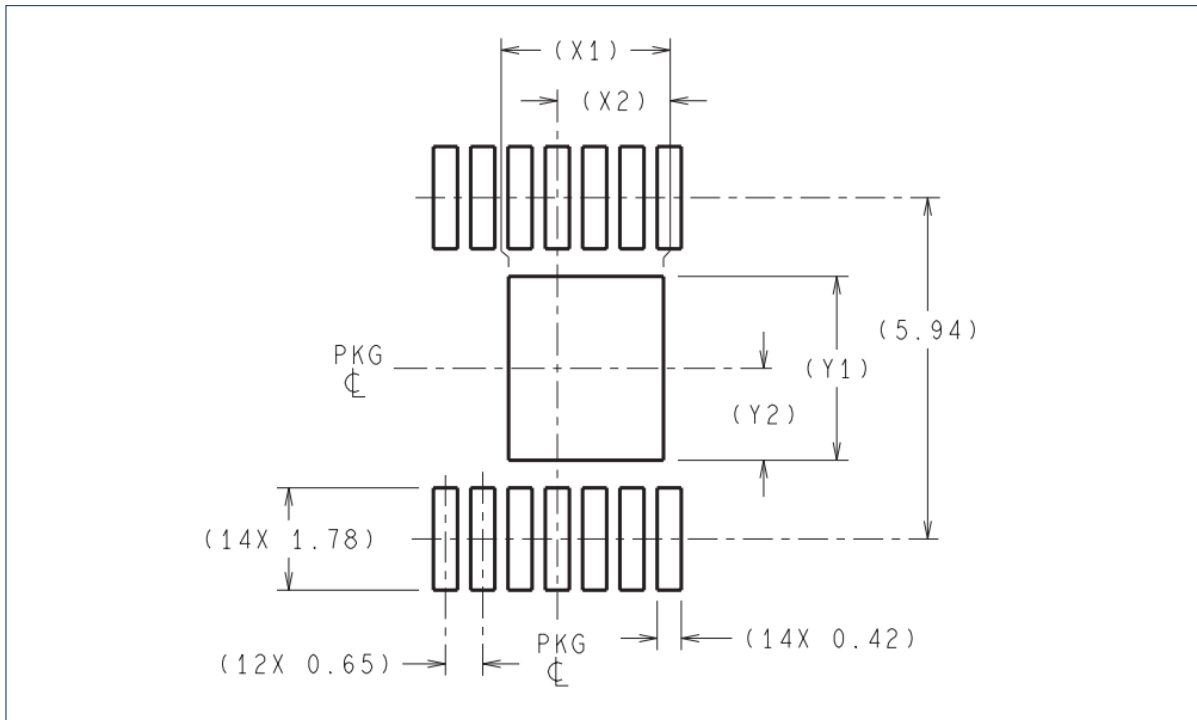 (X1)
(X2)
(5.94)
PKG
℄
(Y1)
(Y2)
(14X 1.78)
(12X 0.65)
PKG
℄
(14X 0.42)